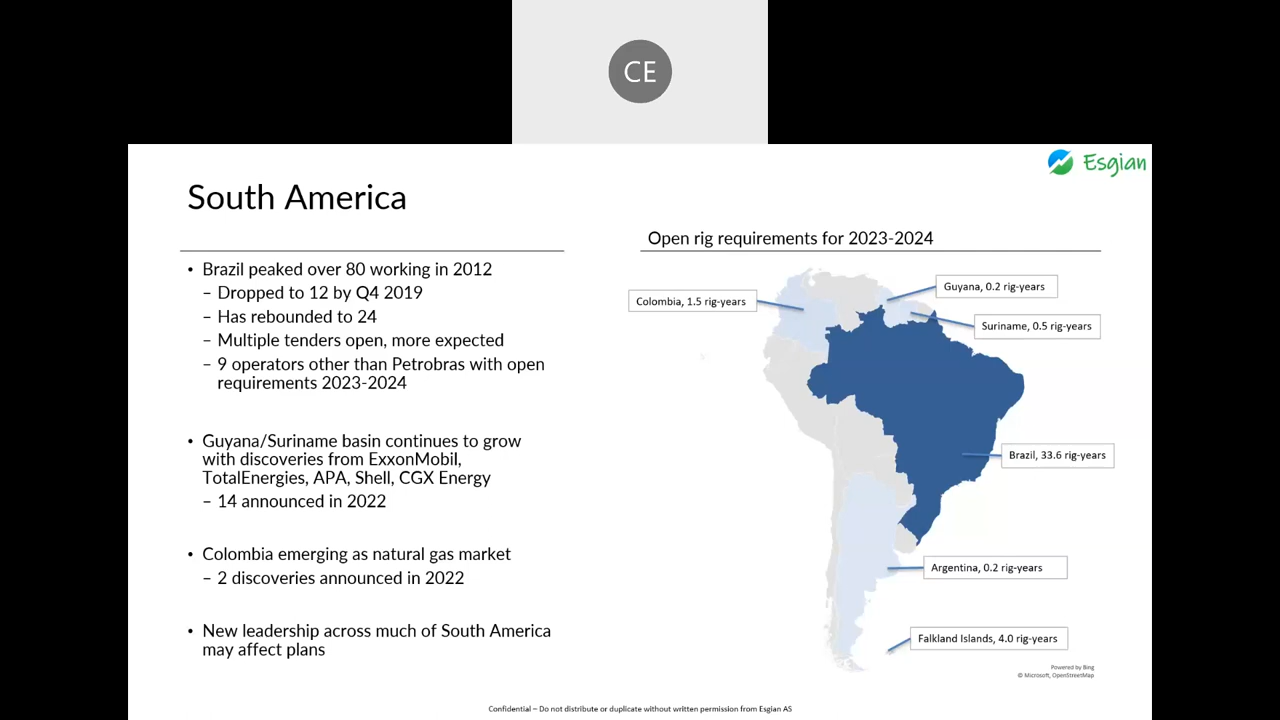 CE
Esgian
South America
Open rig requirements for 2023-2024
• Brazil peaked over 80 working in 2012
– Dropped to 12 by Q4 2019
– Has rebounded to 24
– Multiple tenders open, more expected
– 9 operators other than Petrobras with open
requirements 2023-2024
• Guyana/Suriname basin continues to grow
with discoveries from ExxonMobil,
TotalEnergies, APA, Shell, CGX Energy
– 14 announced in 2022
• Colombia emerging as natural gas market
– 2 discoveries announced in 2022
• New leadership across much of South America
may affect plans
Guyana, 0.2 rig-years
Colombia, 1.5 rig-years
Suriname, 0.5 rig-years
Brazil, 33.6 rig-years
Argentina, 0.2 rig-years
Falkland Islands, 4.0 rig-years
Powered by Bing
© Microsoft, OpenStreetMap
Confidential – Do not distribute or duplicate without written permission from Esgian AS